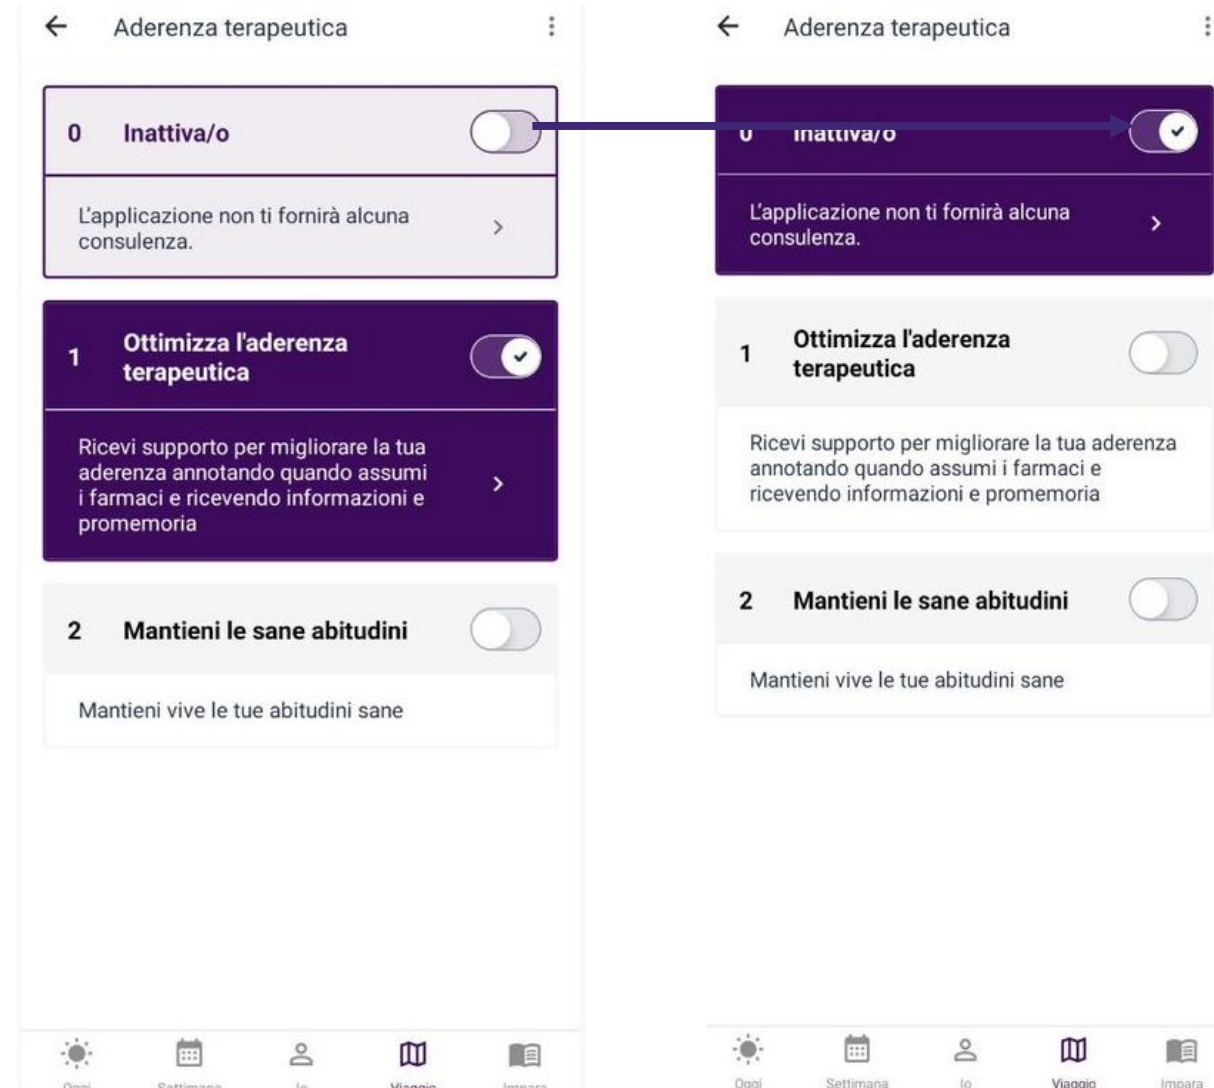 Aderenza terapeutica
0 Inattiva/o
L'applicazione non ti fornirà alcuna
consulenza.
1 Ottimizza l'aderenza
terapeutica
Ricevi supporto per migliorare la tua
aderenza annotando quando assumi
i farmaci e ricevendo informazioni e
promemoria
2 Mantieni le sane abitudini
Mantieni vive le tue abitudini sane
Oggi Settimana Io Viaggio Impara
Aderenza terapeutica
0 Inattiva/o
L'applicazione non ti fornirà alcuna
consulenza.
1 Ottimizza l'aderenza
terapeutica
Ricevi supporto per migliorare la tua aderenza
annotando quando assumi i farmaci e
ricevendo informazioni e promemoria
2 Mantieni le sane abitudini
Mantieni vive le tue abitudini sane
Oggi Settimana Io Viaggio Impara